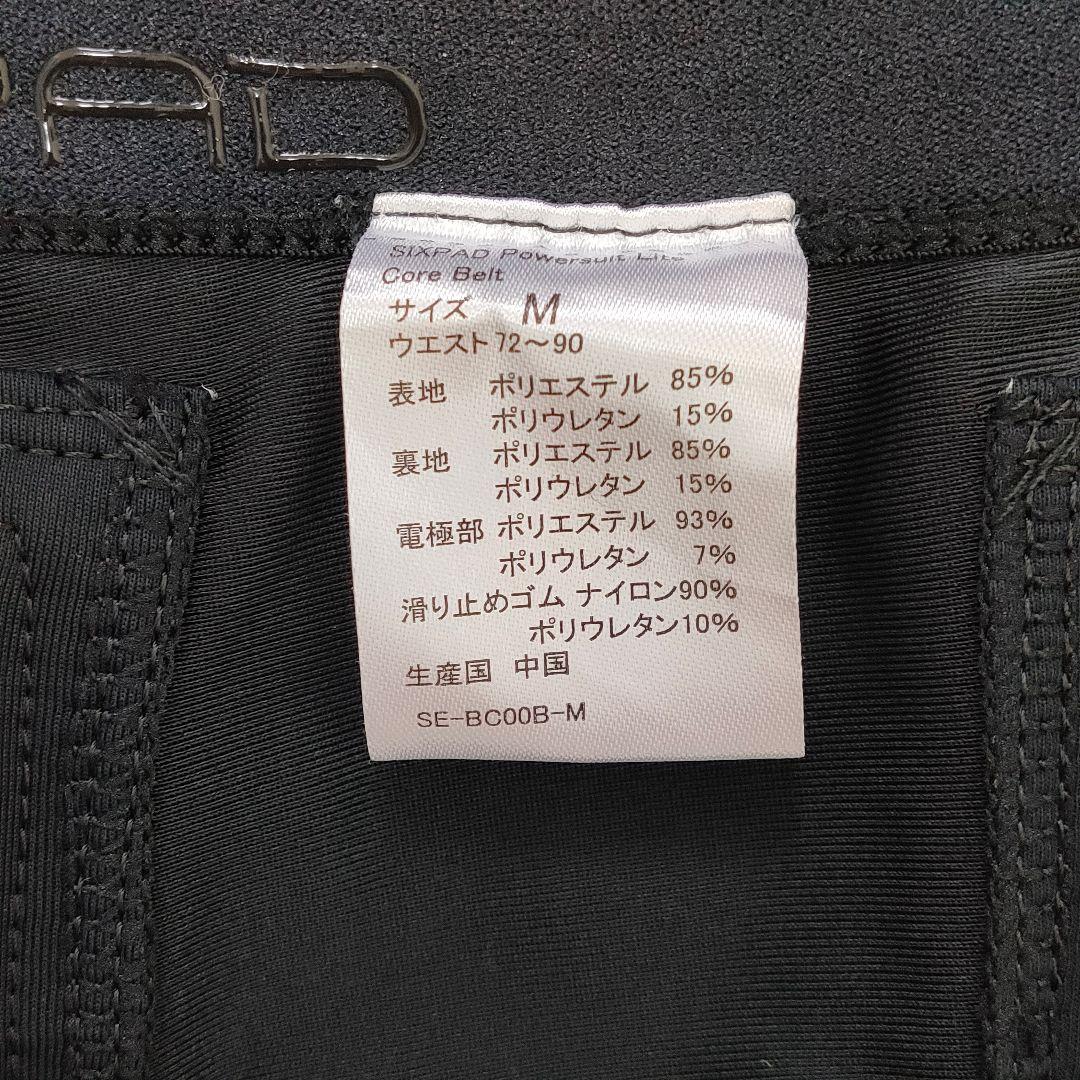 PAD
SIXPAD Powersuit Lite
Core Belt
サイズ M
ウエスト72～90
表地 ポリエステル 85%
ポリウレタン 15%
裏地 ポリエステル 85%
ポリウレタン 15%
電極部 ポリエステル 93%
ポリウレタン 7%
滑り止めゴム ナイロン90%
ポリウレタン10%
生産国 中国
SE-BC00B-M